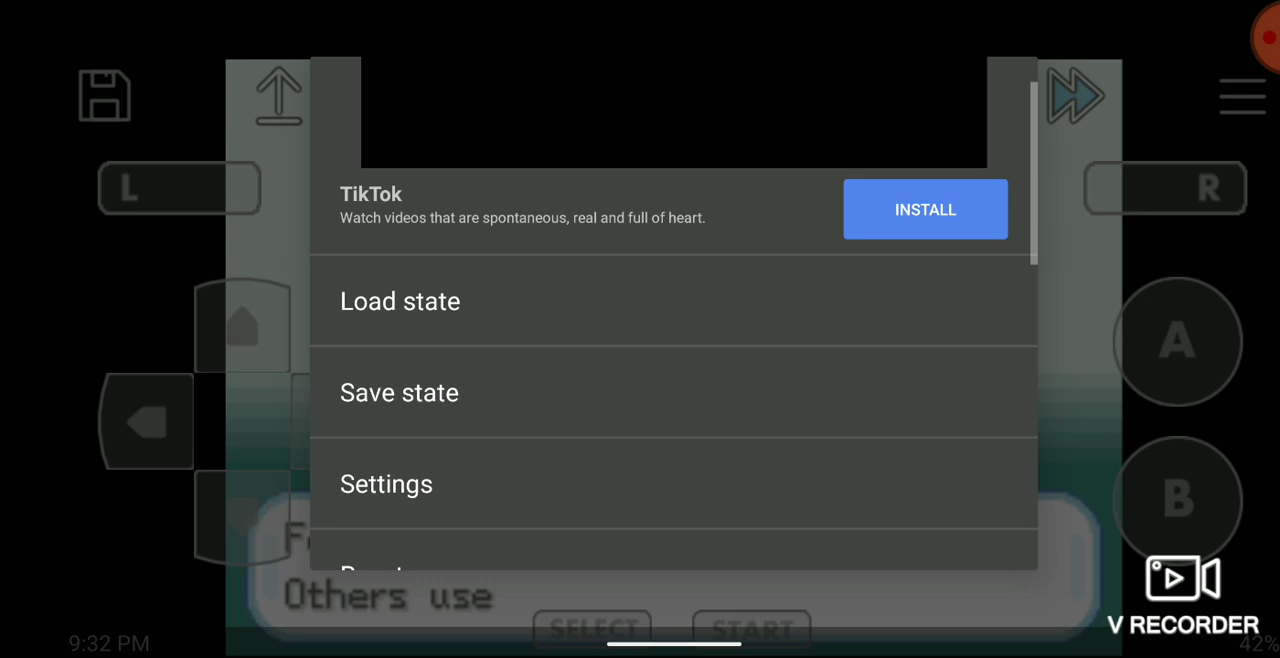 L
R
TikTok
Watch videos that are spontaneous, real and full of heart.
INSTALL
Load state
Save state
Settings
A
B
Others use
SELECT
START
V RECORDER
9:32 PM
42%